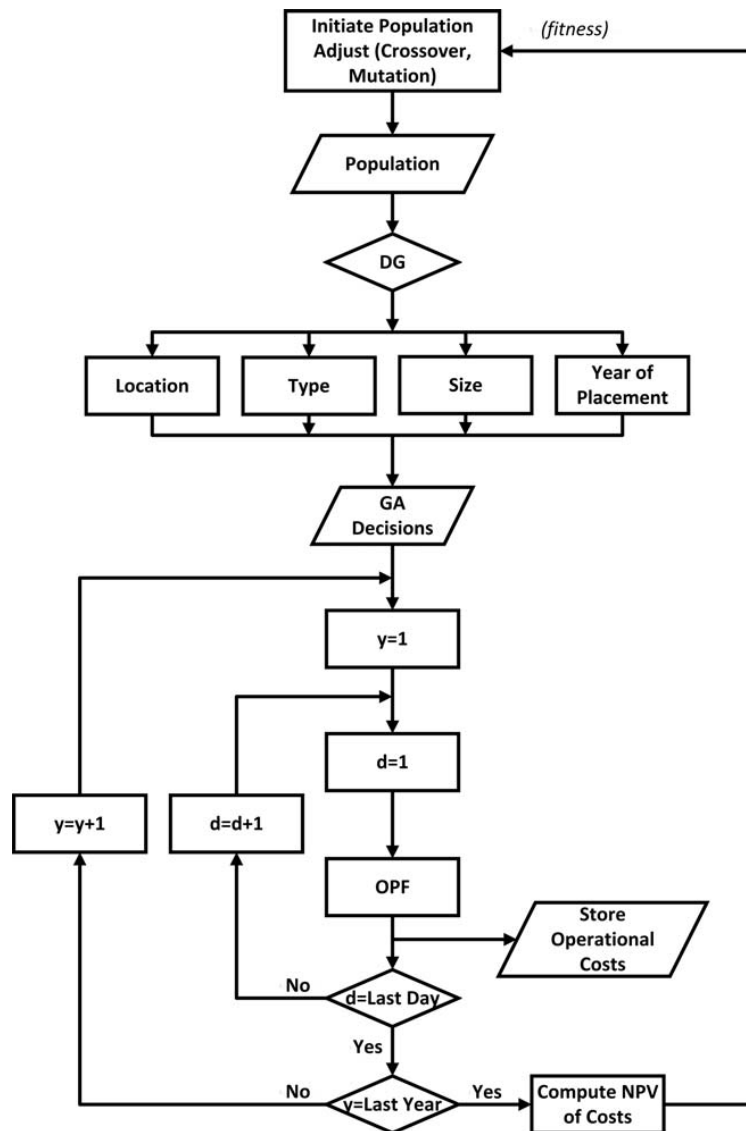 Initiate Population
Adjust (Crossover,
Mutation)
(fitness)
Population
DG
Location
Type
Size
Year of
Placement
GA
Decisions
y=1
d=1
y=y+1
d=d+1
OPF
Store
Operational
Costs
No
d=Last Day
Yes
No
y=Last Year
Yes
Compute NPV
of Costs